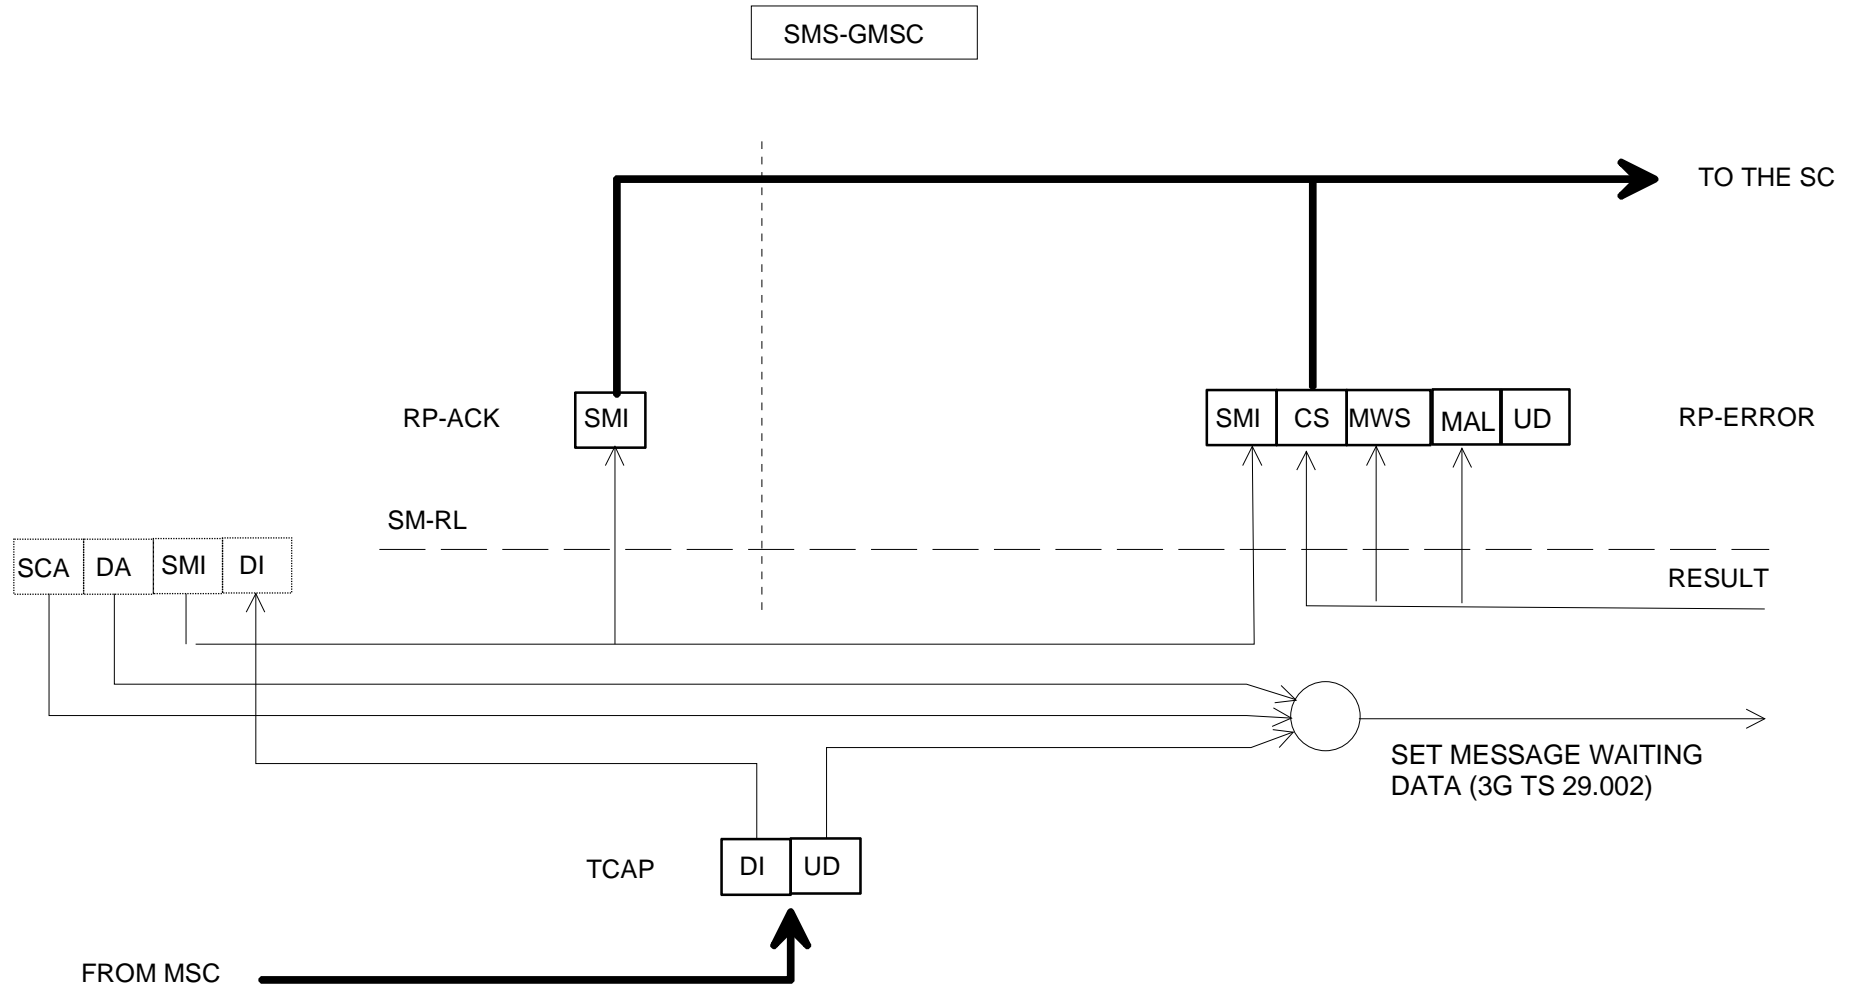 SMS-GMSC
TO THE SC
RP-ACK
SMI
SMI
CS
MWS
MAL
UD
RP-ERROR
SM-RL
SCA
DA
SMI
DI
RESULT
SET MESSAGE WAITING
DATA (3G TS 29.002)
TCAP
DI
UD
FROM MSC